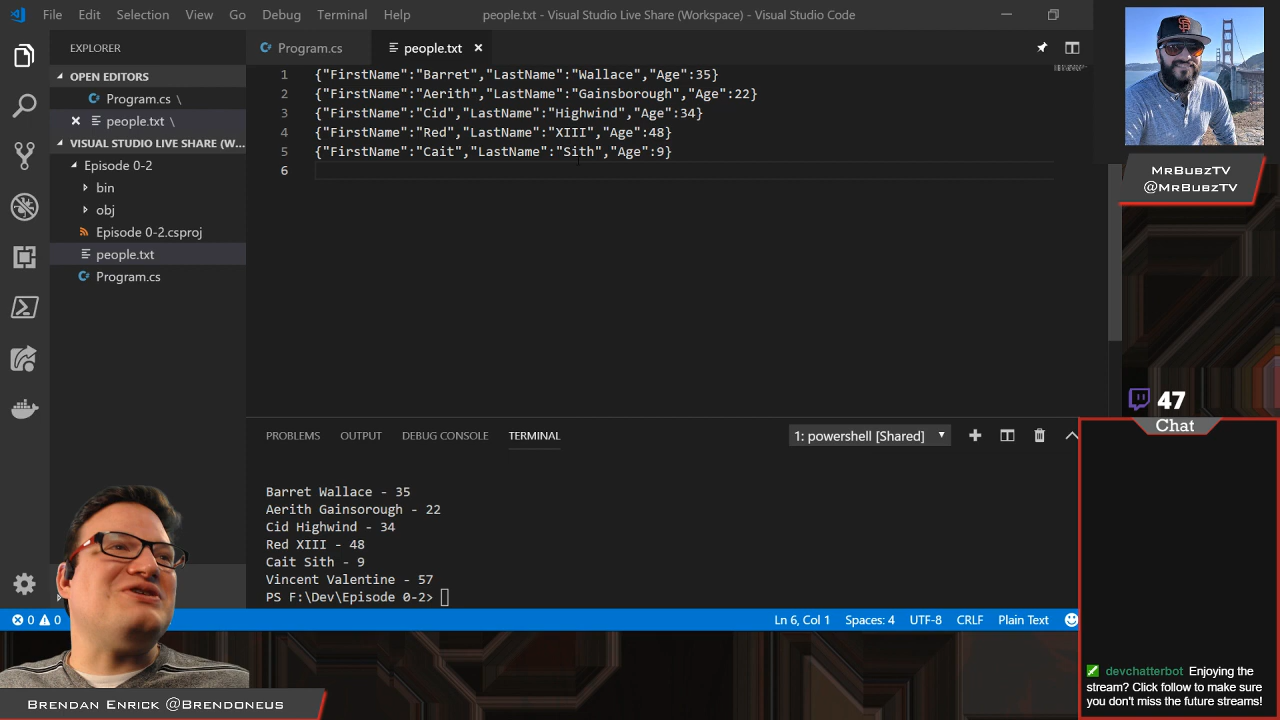 File Edit Selection View Go Debug Terminal Help
people.txt - Visual Studio Live Share (Workspace) - Visual Studio Code
EXPLORER
OPEN EDITORS
Program.cs \
people.txt \
VISUAL STUDIO LIVE SHARE (W...
Episode 0-2
bin
obj
Episode 0-2.csproj
people.txt
Program.cs
Program.cs
people.txt
1 {"FirstName":"Barret","LastName":"Wallace","Age":35}
2 {"FirstName":"Aerith","LastName":"Gainsborough","Age":22}
3 {"FirstName":"Cid","LastName":"Highwind","Age":34}
4 {"FirstName":"Red","LastName":"XIII","Age":48}
5 {"FirstName":"Cait","LastName":"Sith","Age":9}
6
PROBLEMS OUTPUT DEBUG CONSOLE TERMINAL
1: powershell [Shared]
Barret Wallace - 35
Aerith Gainsorough - 22
Cid Highwind - 34
Red XIII - 48
Cait Sith - 9
Vincent Valentine - 57
PS F:\Dev\Episode 0-2>
0 0
Ln 6, Col 1 Spaces: 4 UTF-8 CRLF Plain Text
MrBubzTV
@MrBubzTV
47
Chat
devchatterbot Enjoying the
stream? Click follow to make sure
you don't miss the future streams!
Brendan Enrick @Brendoneus